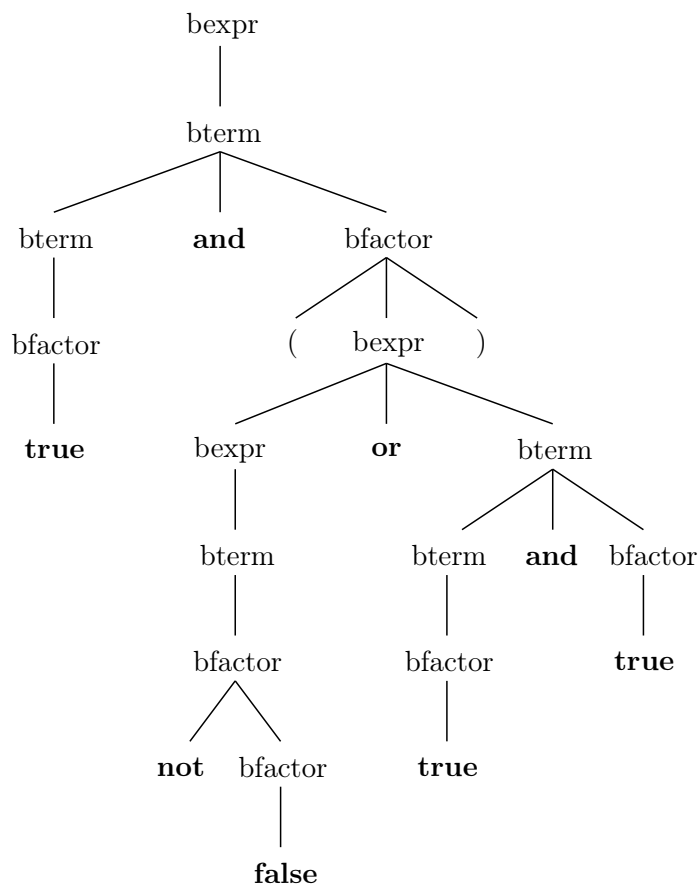 bexpr
bterm
bterm and bfactor
bfactor ( bexpr )
true bexpr or bterm
bterm bterm and bfactor
bfactor bfactor true
not bfactor true
false